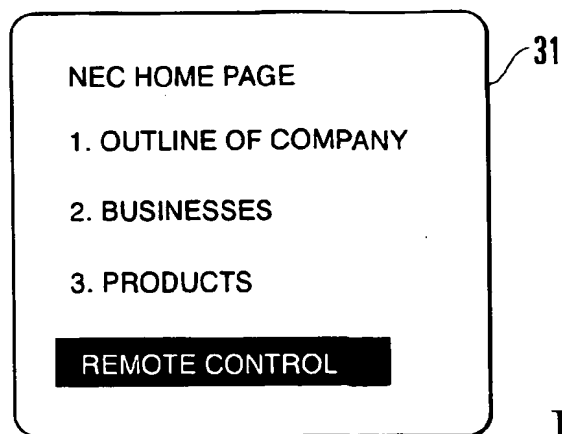 NEC HOME PAGE
31
1. OUTLINE OF COMPANY
2. BUSINESSES
3. PRODUCTS
REMOTE CONTROL